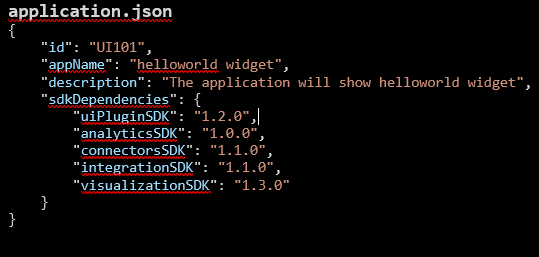 application.json
{
"id": "UI101",
"appName": "helloworld widget",
"description": "The application will show helloworld widget",
"sdkDependencies": {
"uiPluginSDK": "1.2.0",
"analyticsSDK": "1.0.0",
"connectorsSDK": "1.1.0",
"integrationSDK": "1.1.0",
"visualizationSDK": "1.3.0"
}
}